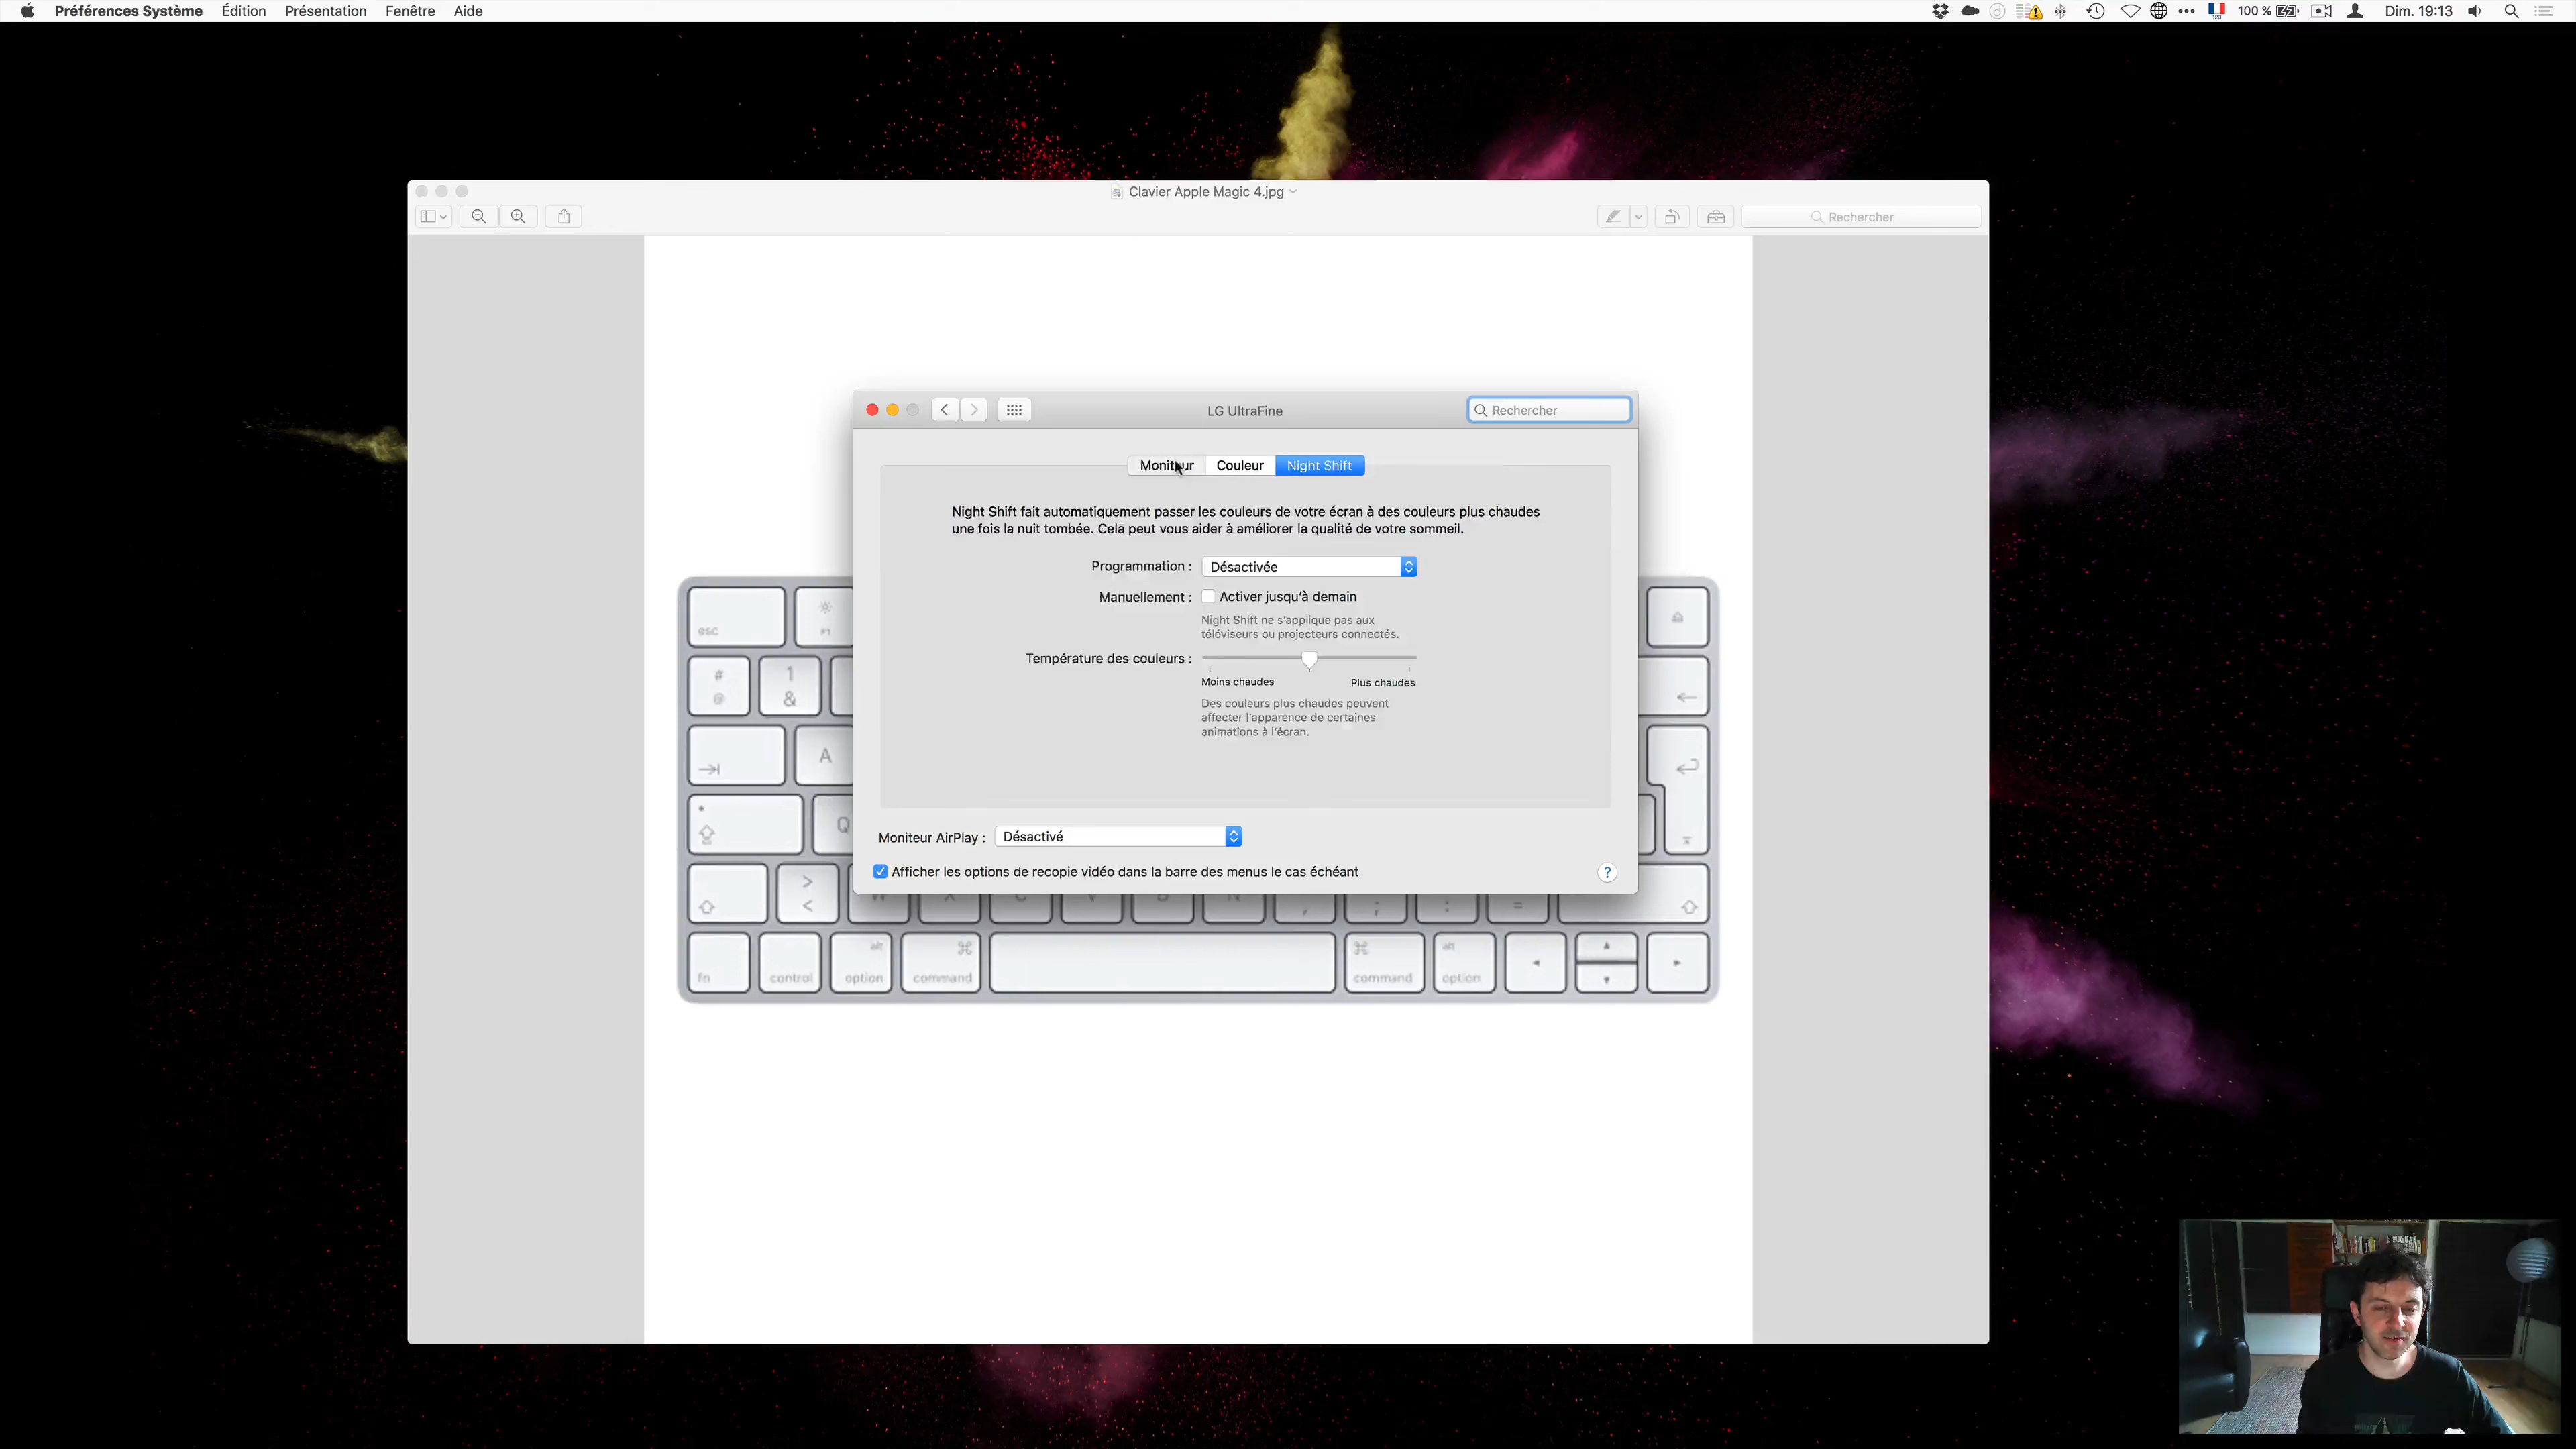 Préférences Système Édition Présentation Fenêtre Aide 100 % Dim. 19:13
Clavier Apple Magic 4.jpg
Rechercher
LG UltraFine
Rechercher
Moniteur Couleur Night Shift
Night Shift fait automatiquement passer les couleurs de votre écran à des couleurs plus chaudes
une fois la nuit tombée. Cela peut vous aider à améliorer la qualité de votre sommeil.
Programmation : Désactivée
Manuellement : Activer jusqu'à demain
Night Shift ne s'applique pas aux
téléviseurs ou projecteurs connectés.
Température des couleurs :
Moins chaudes Plus chaudes
Des couleurs plus chaudes peuvent
affecter l'apparence de certaines
animations à l'écran.
Moniteur AirPlay : Désactivé
Afficher les options de recopie vidéo dans la barre des menus le cas échéant ?
esc F1
# 1
@ &
A
Q
>
<
; : =
alt ⌘ ⌘ alt
fn control option command command option